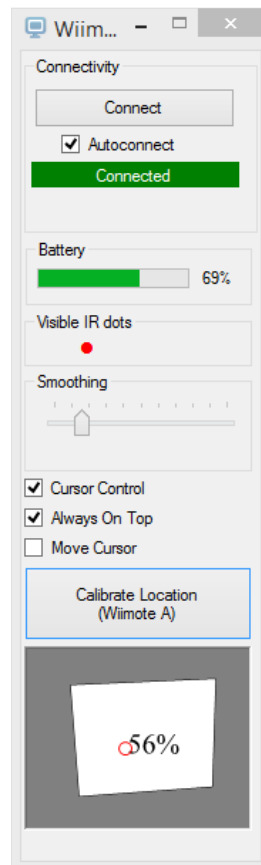 Wiim...
Connectivity
Connect
Autoconnect
Connected
Battery
69%
Visible IR dots
Smoothing
Cursor Control
Always On Top
Move Cursor
Calibrate Location
(Wiimote A)
56%